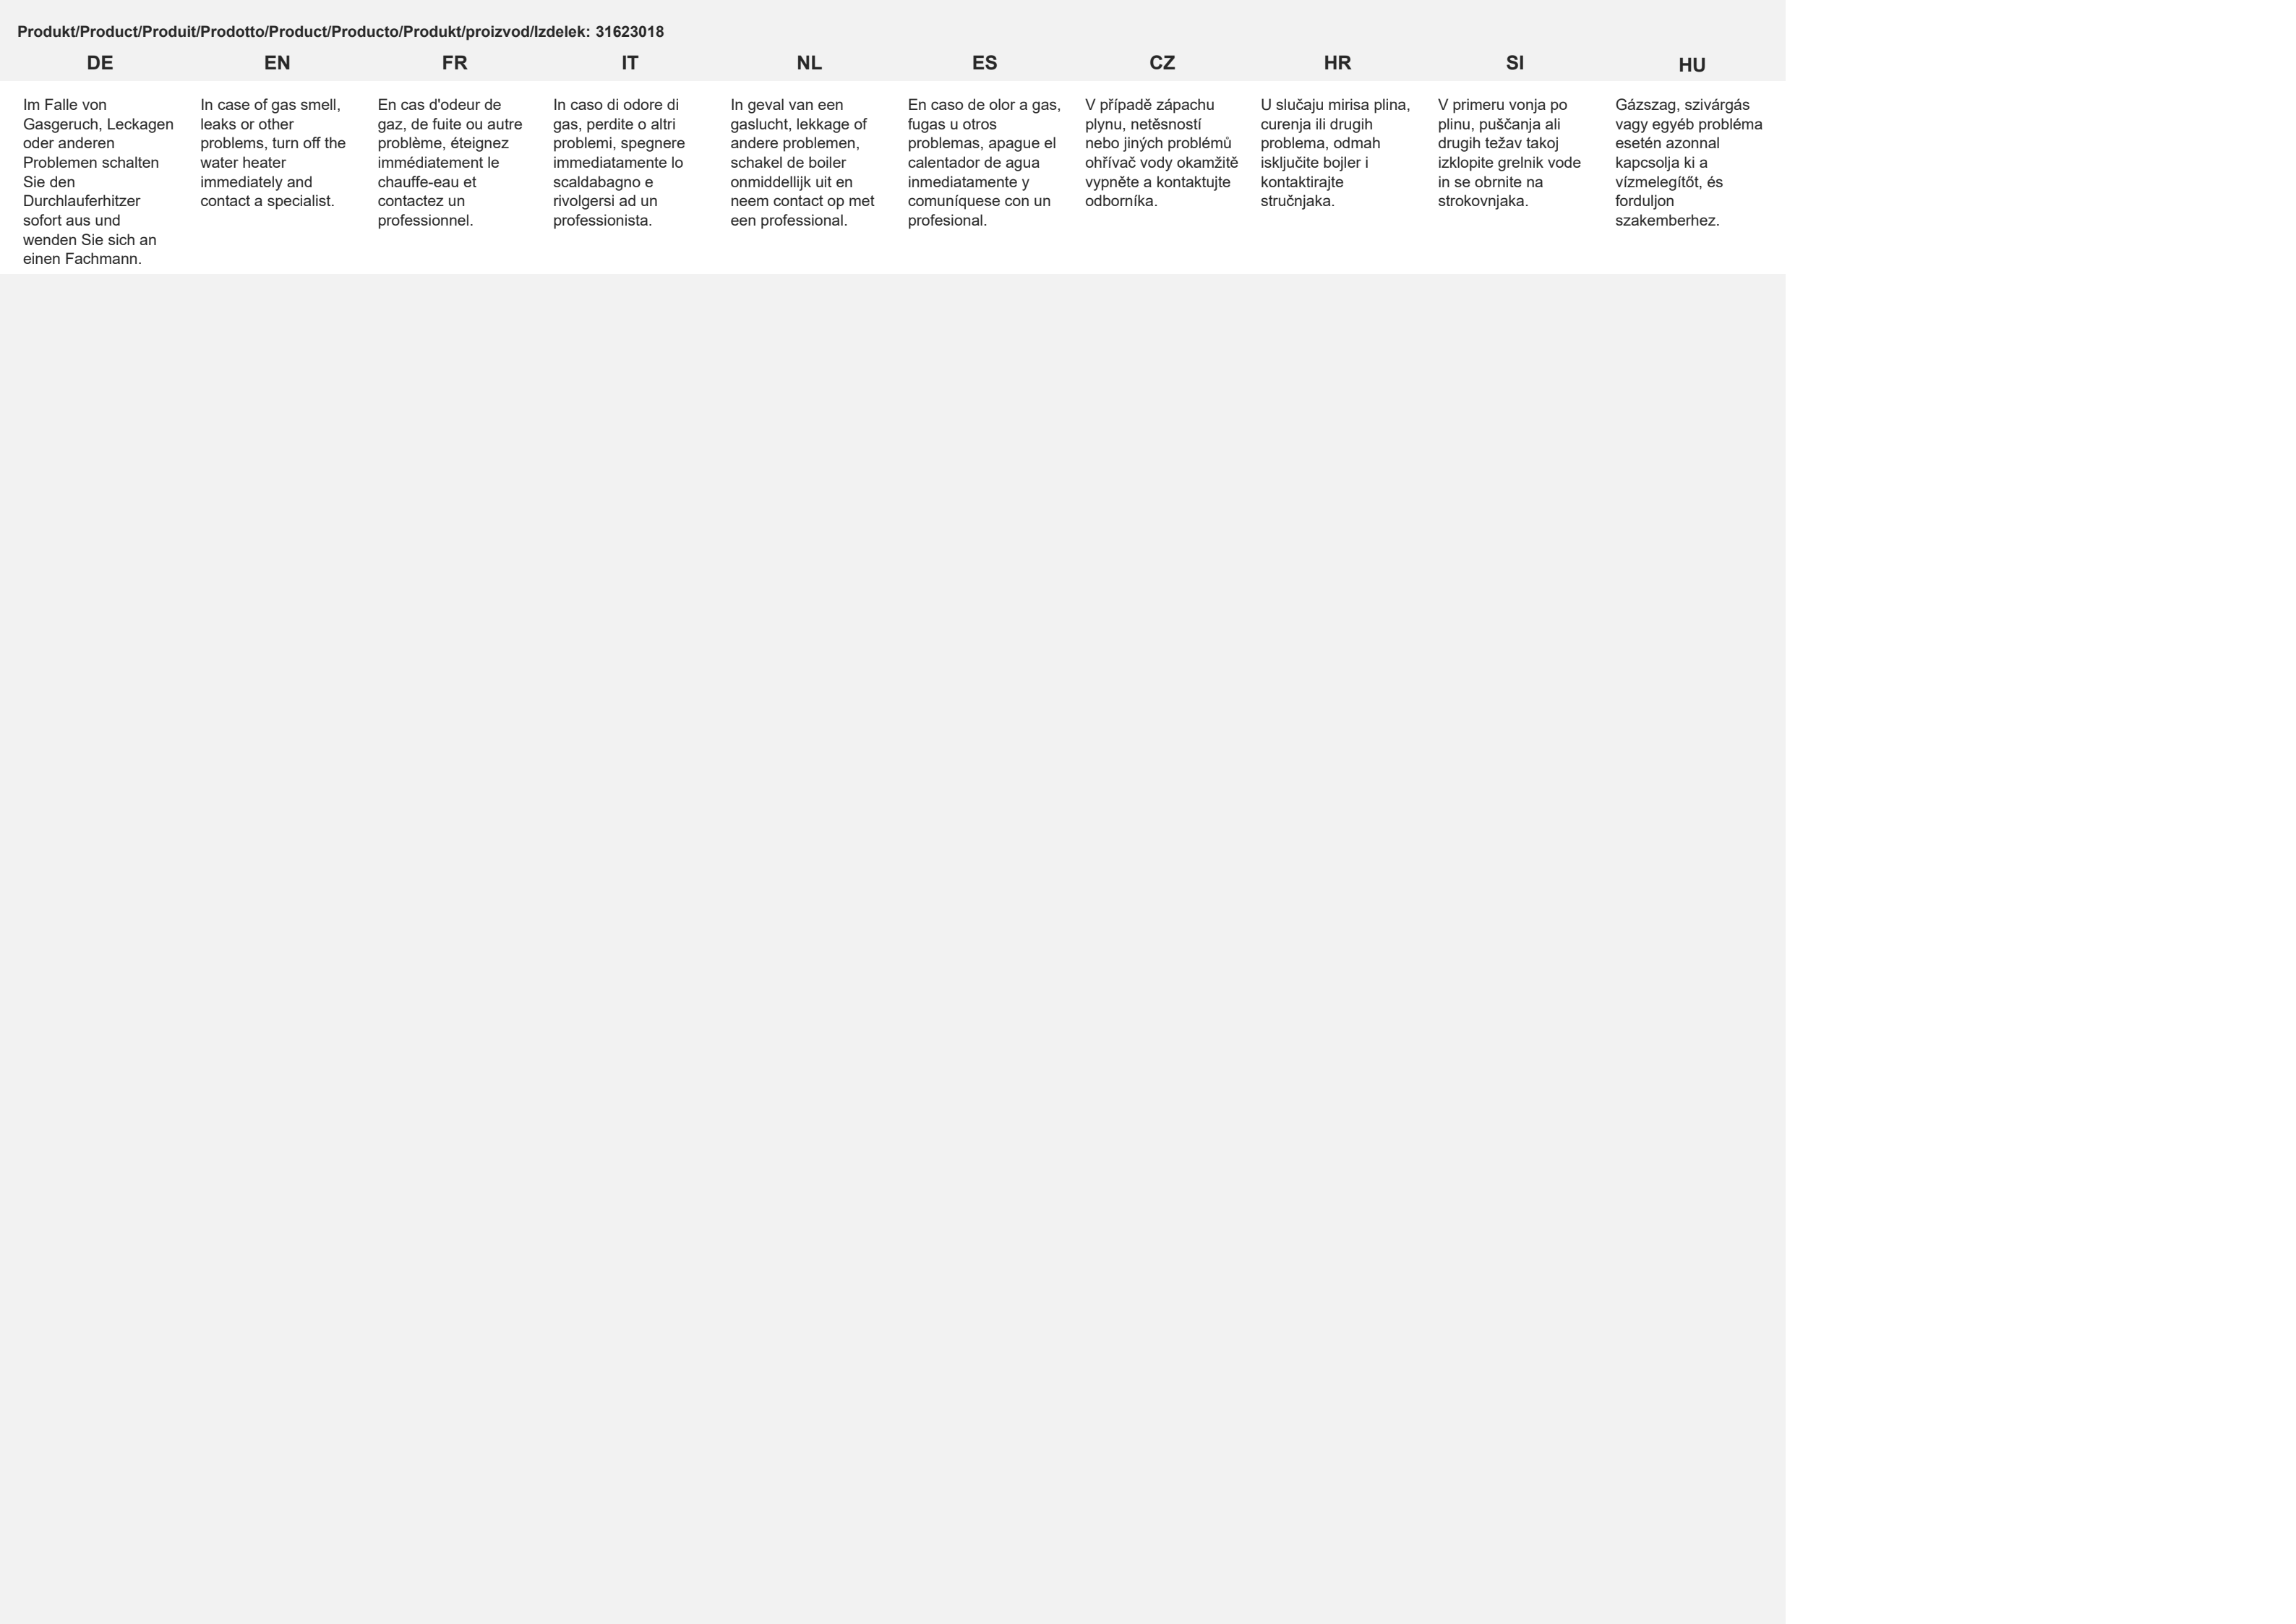 Produkt/Product/Produit/Prodotto/Product/Producto/Produkt/proizvod/Izdelek: 31623018
DE
EN
FR
IT
NL
ES
CZ
HR
SI
HU
Im Falle von
Gasgeruch, Leckagen
oder anderen
Problemen schalten
Sie den
Durchlauferhitzer
sofort aus und
wenden Sie sich an
einen Fachmann.
In case of gas smell,
leaks or other
problems, turn off the
water heater
immediately and
contact a specialist.
En cas d'odeur de
gaz, de fuite ou autre
problème, éteignez
immédiatement le
chauffe-eau et
contactez un
professionnel.
In caso di odore di
gas, perdite o altri
problemi, spegnere
immediatamente lo
scaldabagno e
rivolgersi ad un
professionista.
In geval van een
gaslucht, lekkage of
andere problemen,
schakel de boiler
onmiddellijk uit en
neem contact op met
een professional.
En caso de olor a gas,
fugas u otros
problemas, apague el
calentador de agua
inmediatamente y
comuníquese con un
profesional.
V případě zápachu
plynu, netěsností
nebo jiných problémů
ohřívač vody okamžitě
vypněte a kontaktujte
odborníka.
U slučaju mirisa plina,
curenja ili drugih
problema, odmah
isključite bojler i
kontaktirajte
stručnjaka.
V primeru vonja po
plinu, puščanja ali
drugih težav takoj
izklopite grelnik vode
in se obrnite na
strokovnjaka.
Gázszag, szivárgás
vagy egyéb probléma
esetén azonnal
kapcsolja ki a
vízmelegítőt, és
forduljon
szakemberhez.